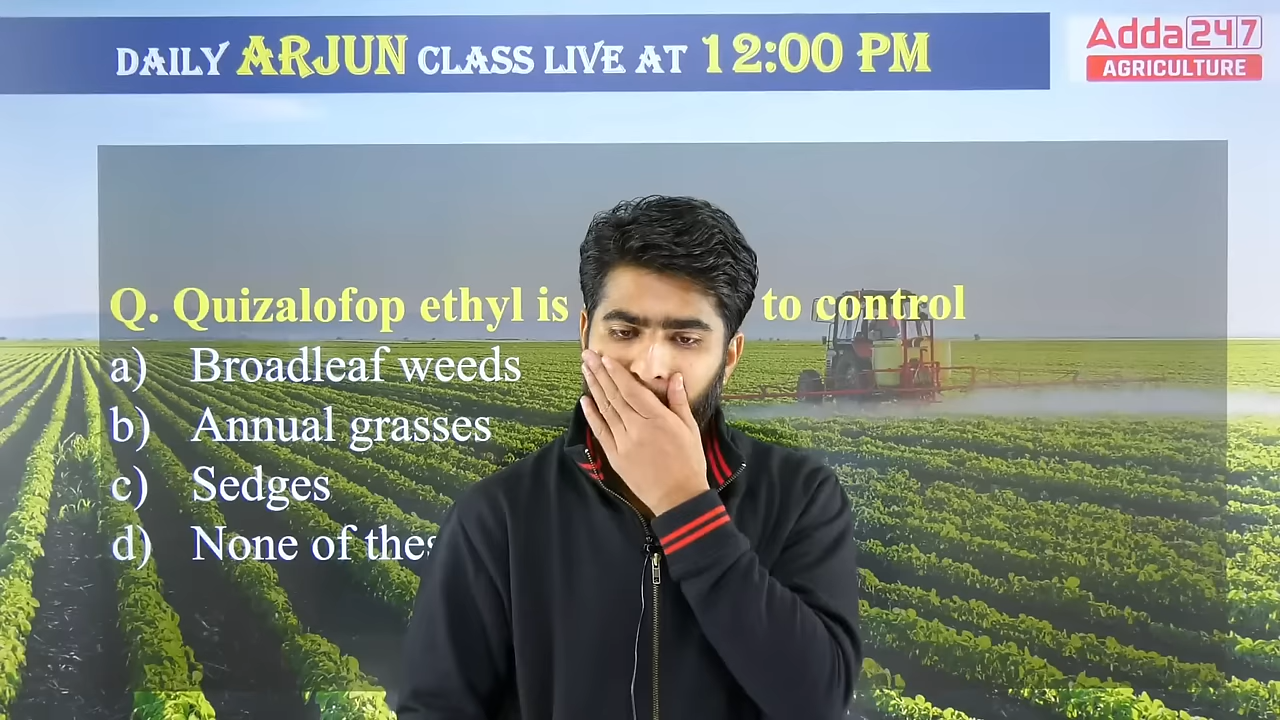 DAILY ARJUN CLASS LIVE AT 12:00 PM
Adda247
AGRICULTURE
Q. Quizalofop ethyl is to control
a) Broadleaf weeds
b) Annual grasses
c) Sedges
d) None of thes